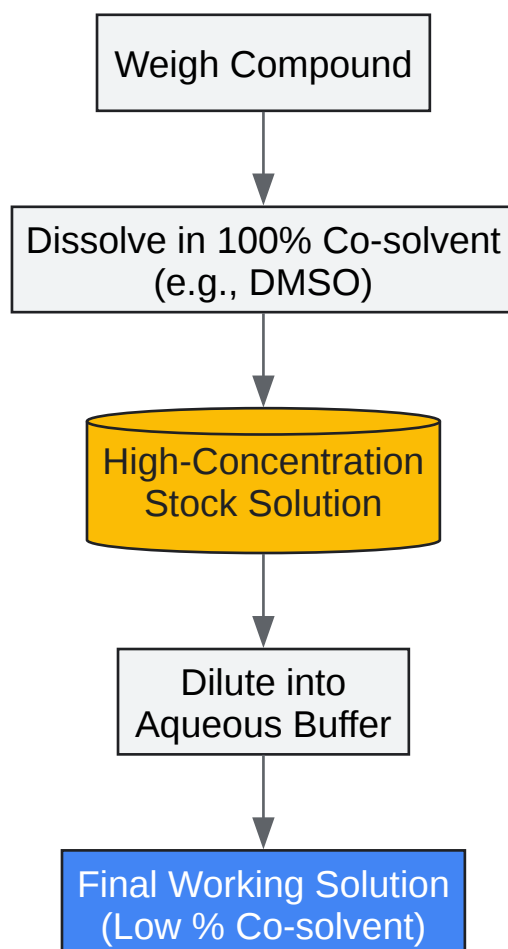 Weigh Compound
Dissolve in 100% Co-solvent
(e.g., DMSO)
High-Concentration
Stock Solution
Dilute into
Aqueous Buffer
Final Working Solution
(Low % Co-solvent)